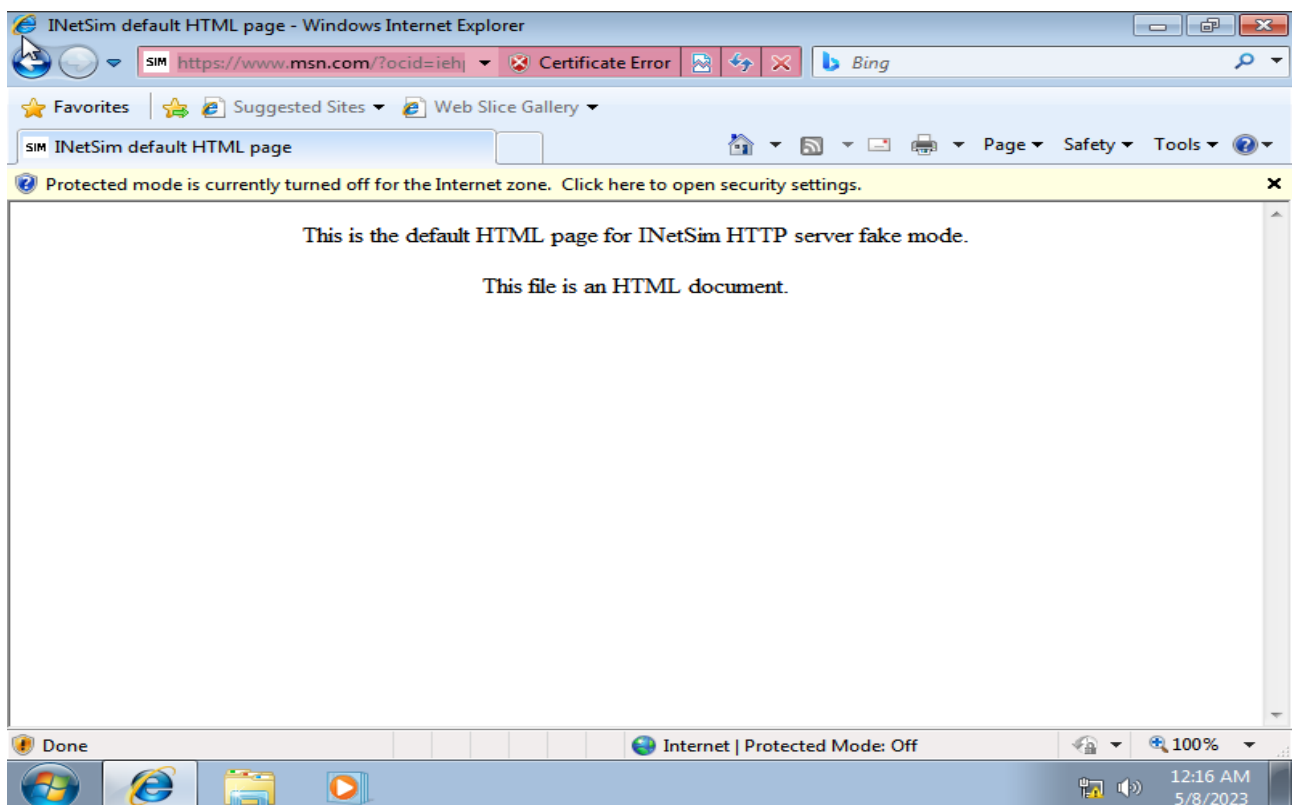 INetSim default HTML page - Windows Internet Explorer
SIM https://www.msn.com/?ocid=iehj Certificate Error Bing
Favorites Suggested Sites Web Slice Gallery
SIM INetSim default HTML page Page Safety Tools
Protected mode is currently turned off for the Internet zone. Click here to open security settings.
This is the default HTML page for INetSim HTTP server fake mode.
This file is an HTML document.
Done Internet | Protected Mode: Off 100%
12:16 AM
5/8/2023